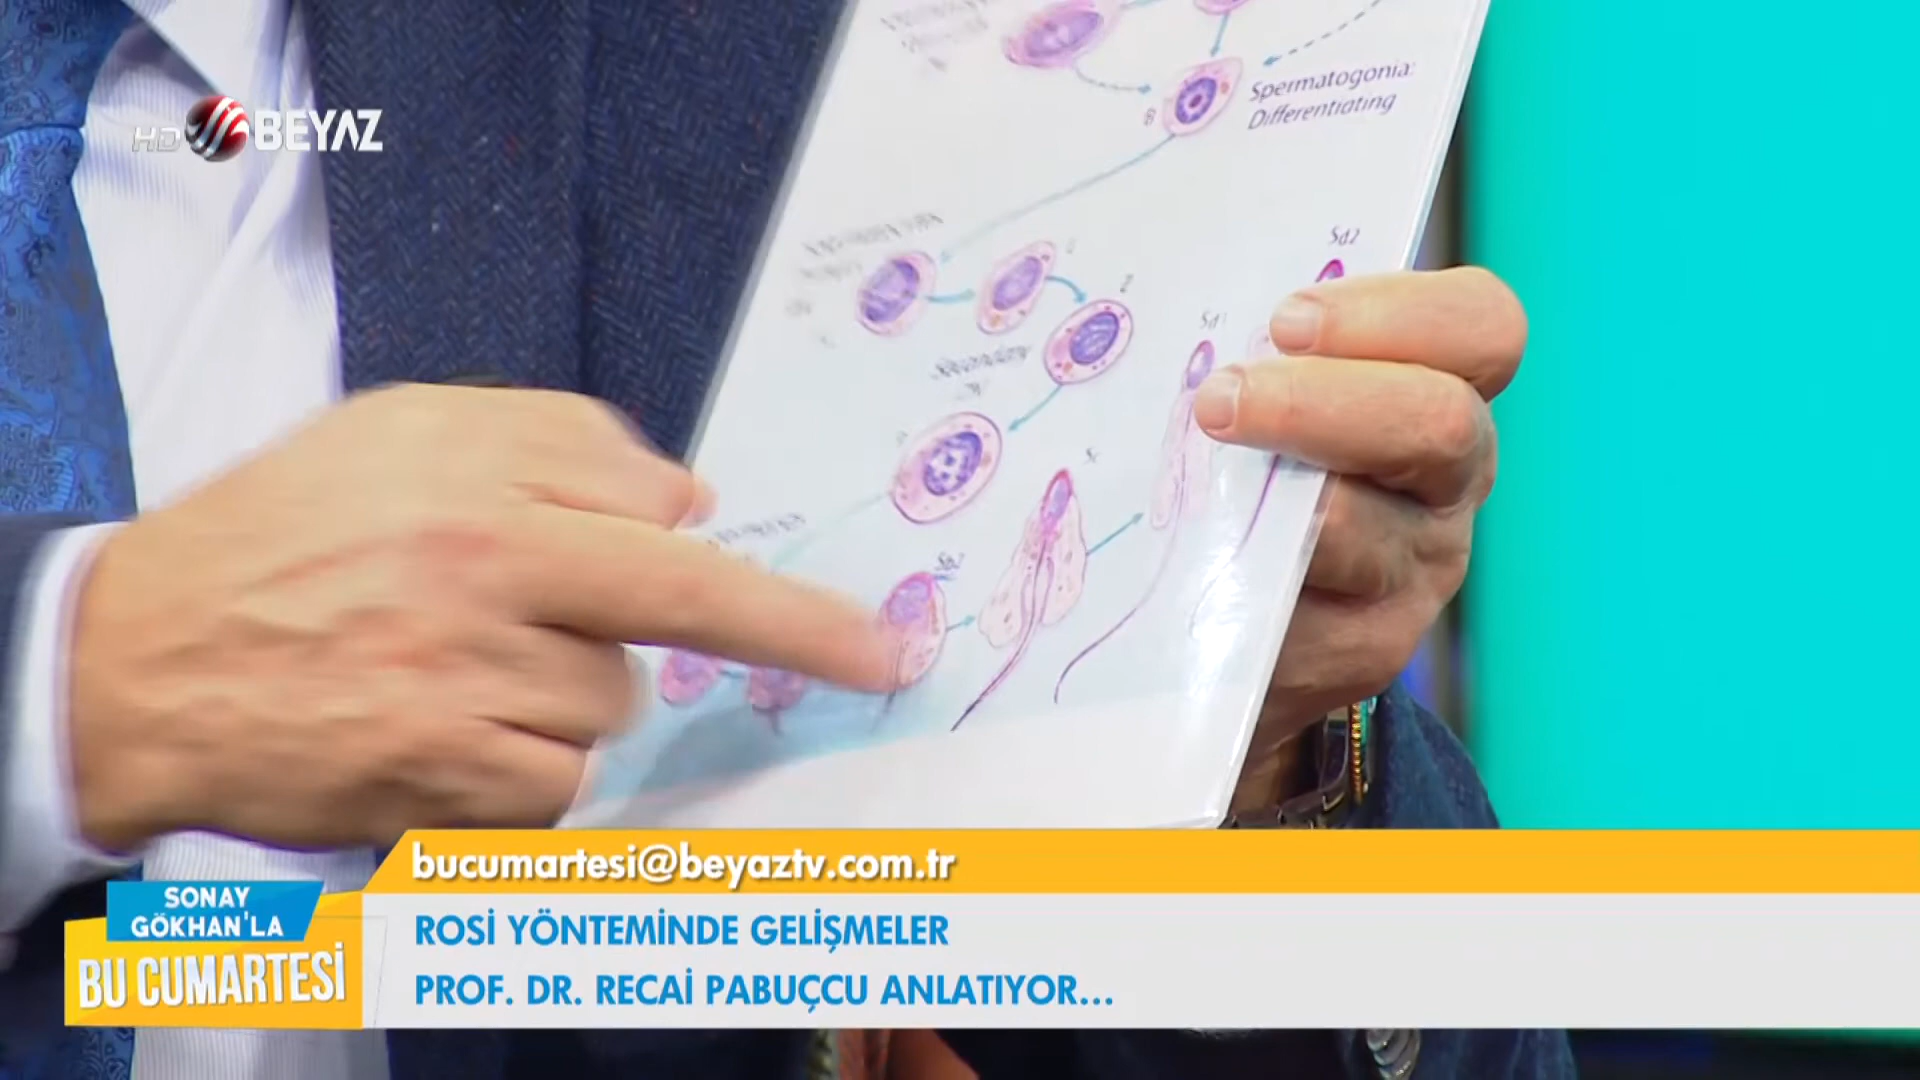 HD BEYAZ
Spermatogonia:
Differentiating
B
Sd2
Z
Sd1
Sc
Sb2
bucumartesi@beyaztv.com.tr
SONAY
GÖKHAN'LA
BU CUMARTESİ
ROSİ YÖNTEMİNDE GELİŞMELER
PROF. DR. RECAİ PABUÇCU ANLATIYOR...